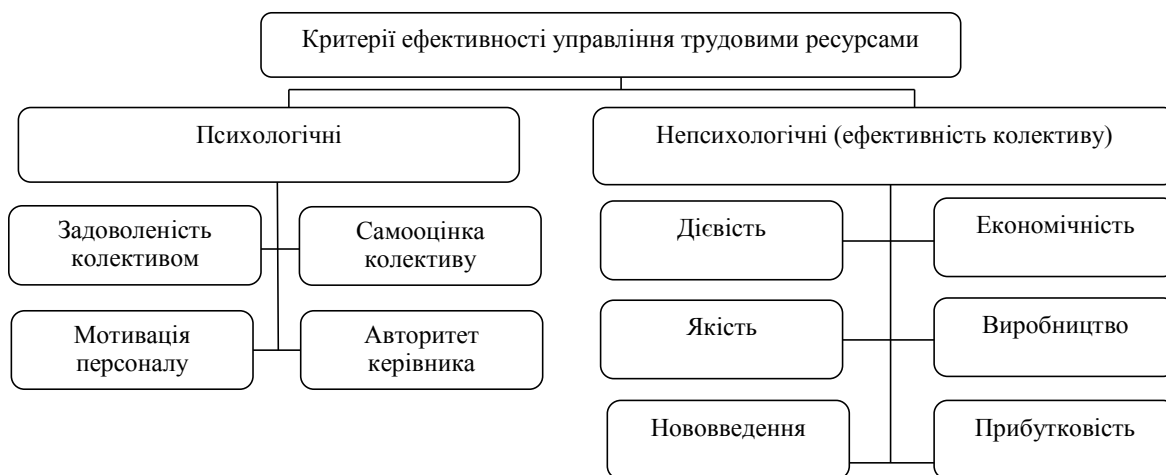 Критерії ефективності управління трудовими ресурсами
Психологічні
Непсихологічні (ефективність колективу)
Задоволеність
колективом
Самооцінка
колективу
Мотивація
персоналу
Авторитет
керівника
Дієвість
Економічність
Якість
Виробництво
Нововведення
Прибутковість